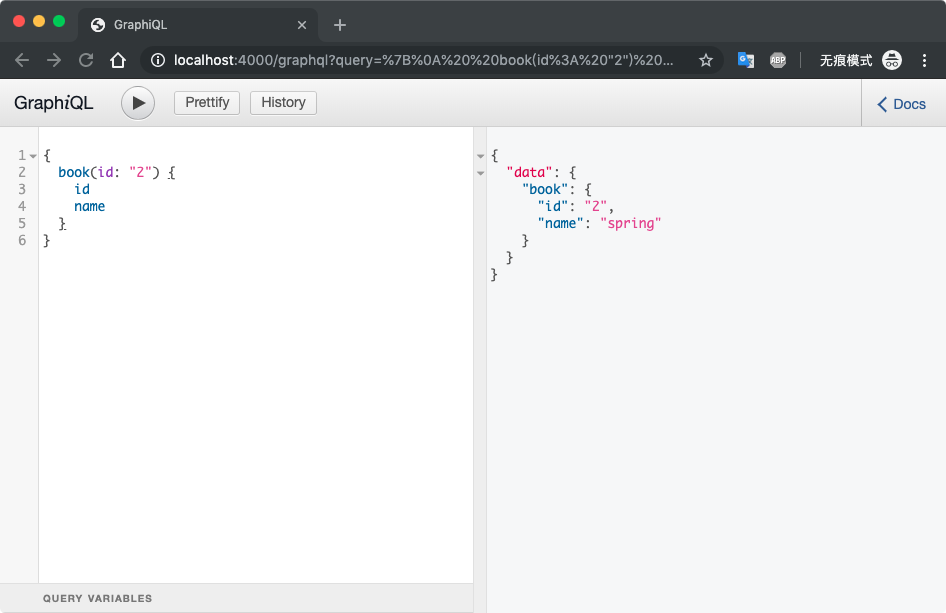 GraphiQL
localhost:4000/graphql?query=%7B%0A%20%20book(id%3A%20"2")%20...
ABP
无痕模式
GraphiQL
Prettify
History
Docs
1 {
2 book(id: "2") {
3 id
4 name
5 }
6 }
{
"data": {
"book": {
"id": "2",
"name": "spring"
}
}
}
QUERY VARIABLES